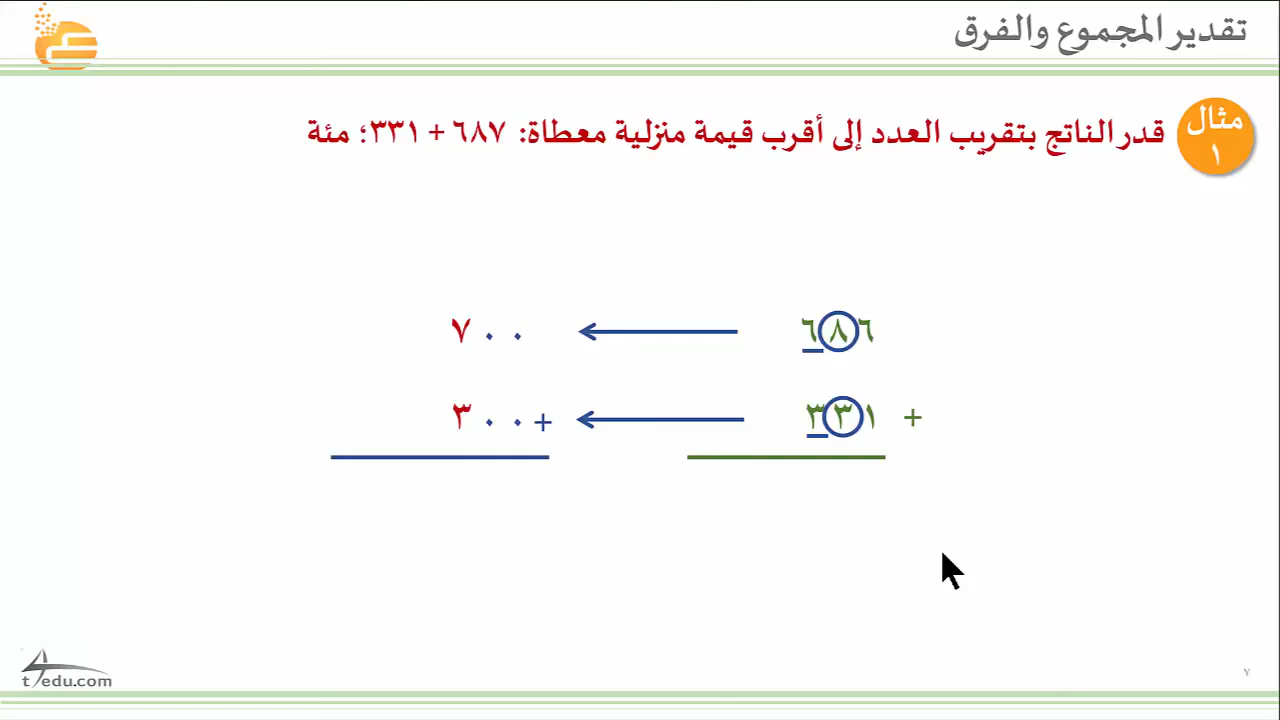 تقدير المجموع والفرق
مثال ١
قدر الناتج بتقريب العدد إلى أقرب قيمة منزلية معطاة: ٦٨٧ + ٣٣١؛ مئة
٦٨٦ ٧٠٠
+ ٣٣١ + ٣٠٠
t4edu.com
٧